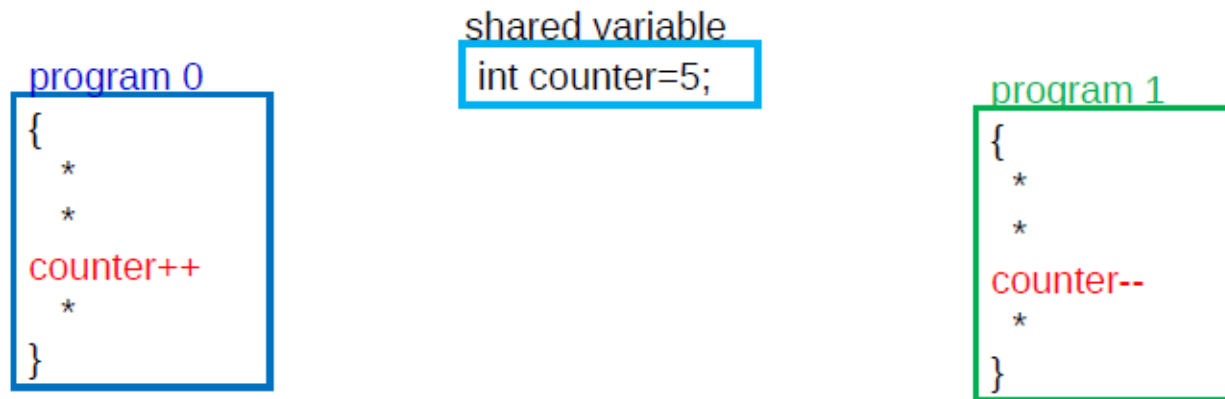 shared variable
int counter=5;
program 0
{
*
*
counter++
*
}
program 1
{
*
*
counter--
*
}